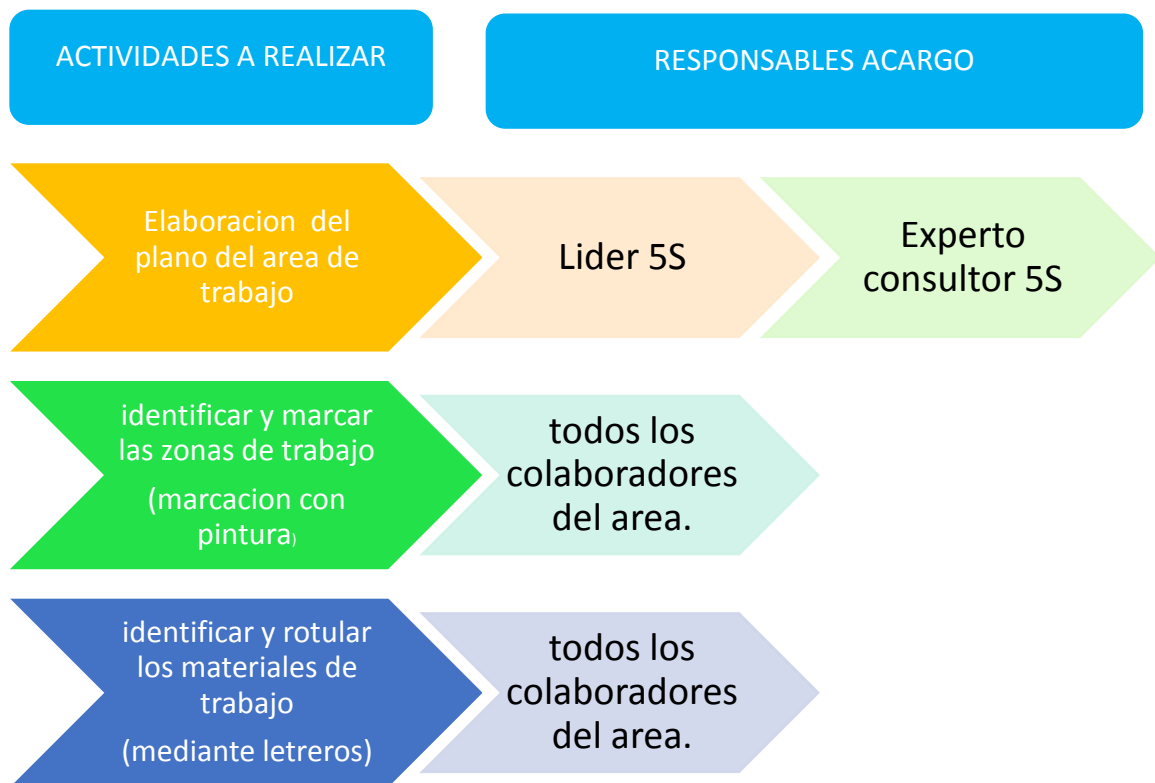 ACTIVIDADES A REALIZAR
RESPONSABLES ACARGO
Elaboracion del
plano del area de
trabajo
Lider 5S
Experto
consultor 5S
identificar y marcar
las zonas de trabajo
(marcacion con
pintura)
todos los
colaboradores
del area.
identificar y rotular
los materiales de
trabajo
(mediante letreros)
todos los
colaboradores
del area.